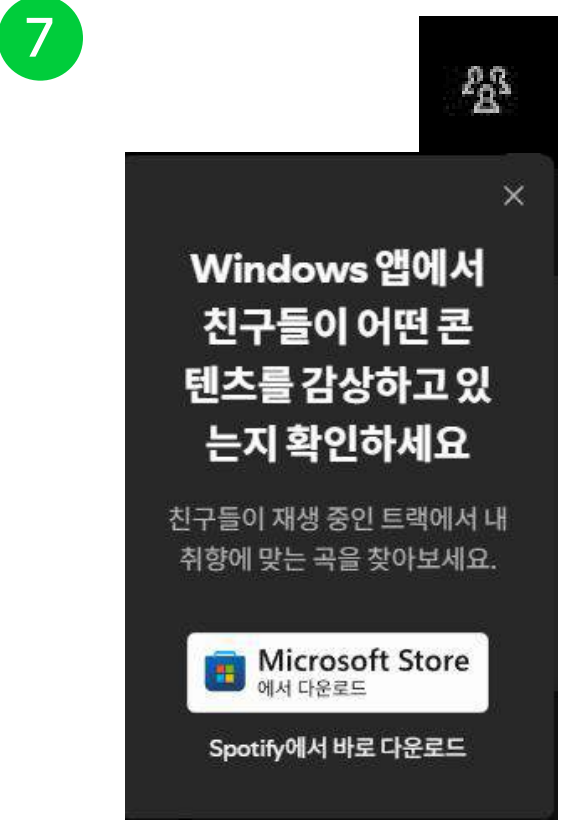 7
Windows 앱에서
친구들이 어떤 콘
텐츠를 감상하고 있
는지 확인하세요
친구들이 재생 중인 트랙에서 내
취향에 맞는 곡을 찾아보세요.
Microsoft Store
에서 다운로드
Spotify에서 바로 다운로드